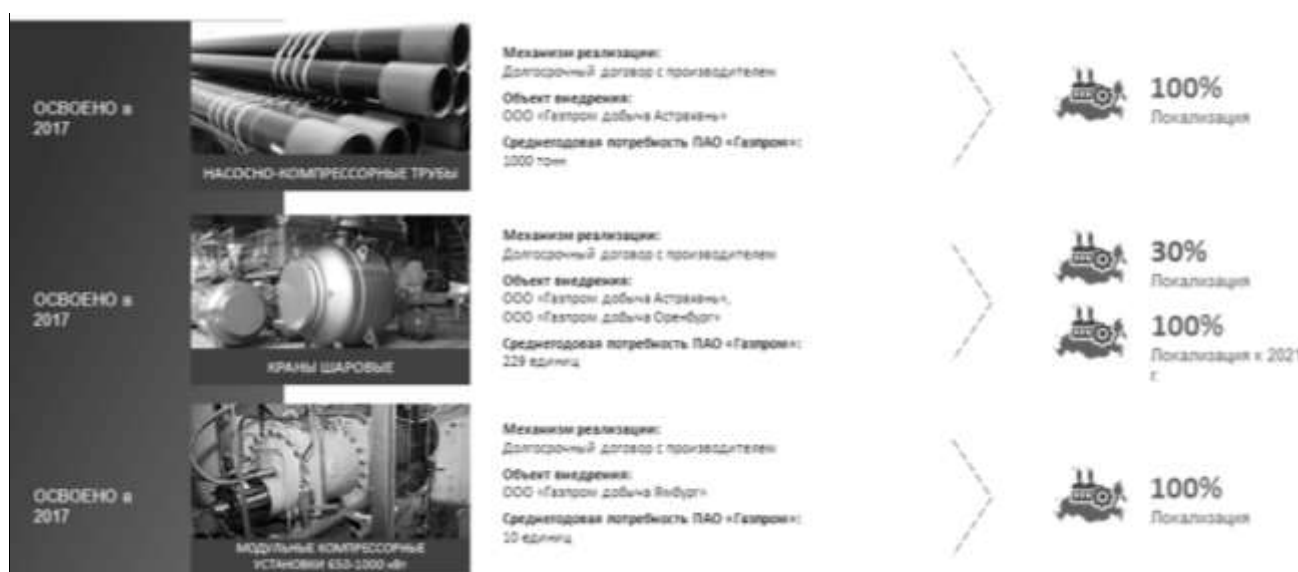 ОСВОЕНО в
2017
НАСОСНО-КОМПРЕССОРНЫЕ ТРУБЫ
Механизм реализации:
Долгосрочный договор с производителем
Объект внедрения:
ООО «Газпром добыча Астрахань»
Среднегодовая потребность ПАО «Газпром»:
1000 тонн
100%
Локализация
ОСВОЕНО в
2017
КРАНЫ ШАРОВЫЕ
Механизм реализации:
Долгосрочный договор с производителем
Объект внедрения:
ООО «Газпром добыча Астрахань»,
ООО «Газпром добыча Оренбург»
Среднегодовая потребность ПАО «Газпром»:
229 единиц
30%
Локализация
100%
Локализация к 2021
г.
ОСВОЕНО в
2017
МОДУЛЬНЫЕ КОМПРЕССОРНЫЕ
УСТАНОВКИ 650-1000 кВт
Механизм реализации:
Долгосрочный договор с производителем
Объект внедрения:
ООО «Газпром добыча Ямбург»
Среднегодовая потребность ПАО «Газпром»:
10 единиц
100%
Локализация